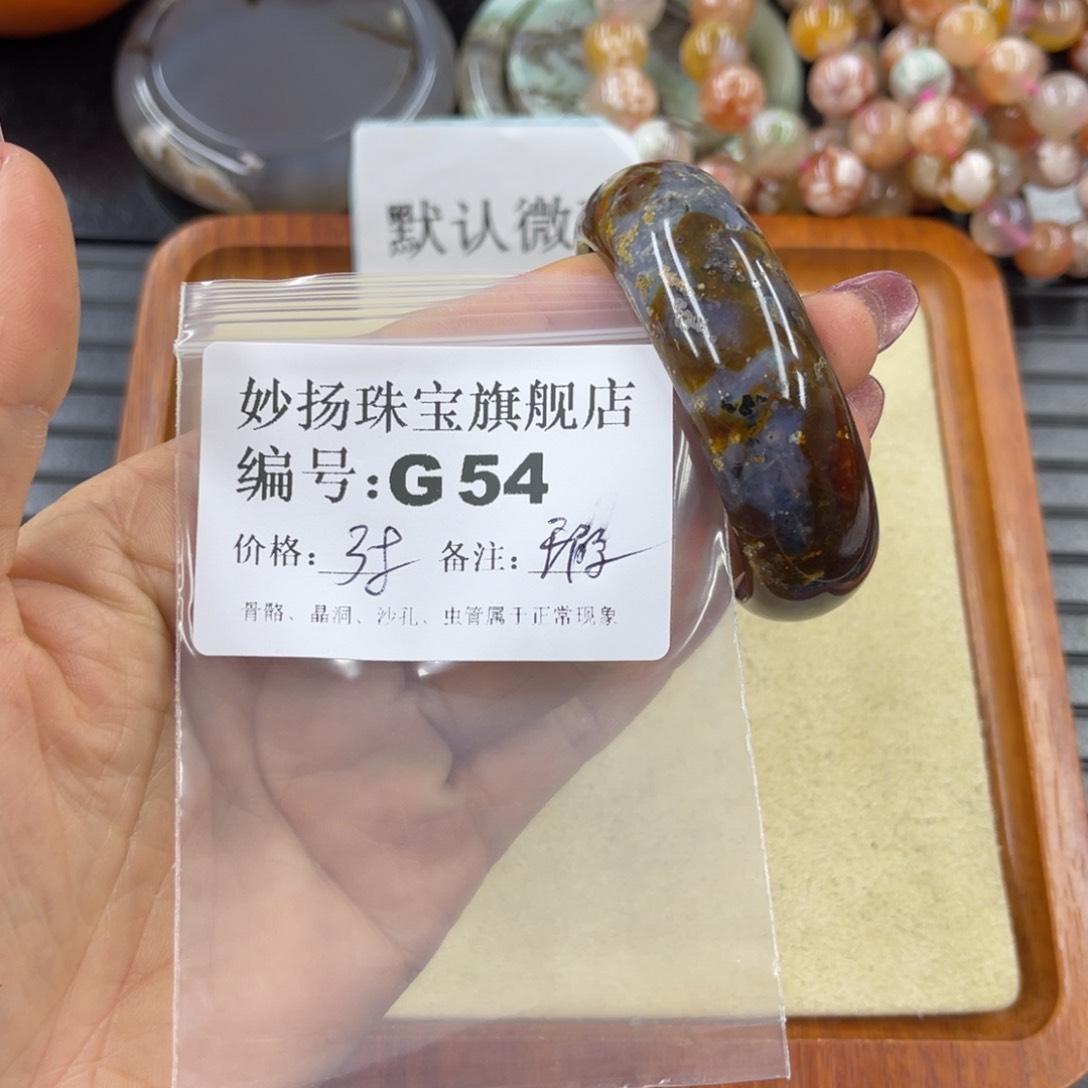 默认微
妙扬珠宝旗舰店
编号:G54
价格: 备注:
骨骼、晶洞、沙孔、虫管属于正常现象